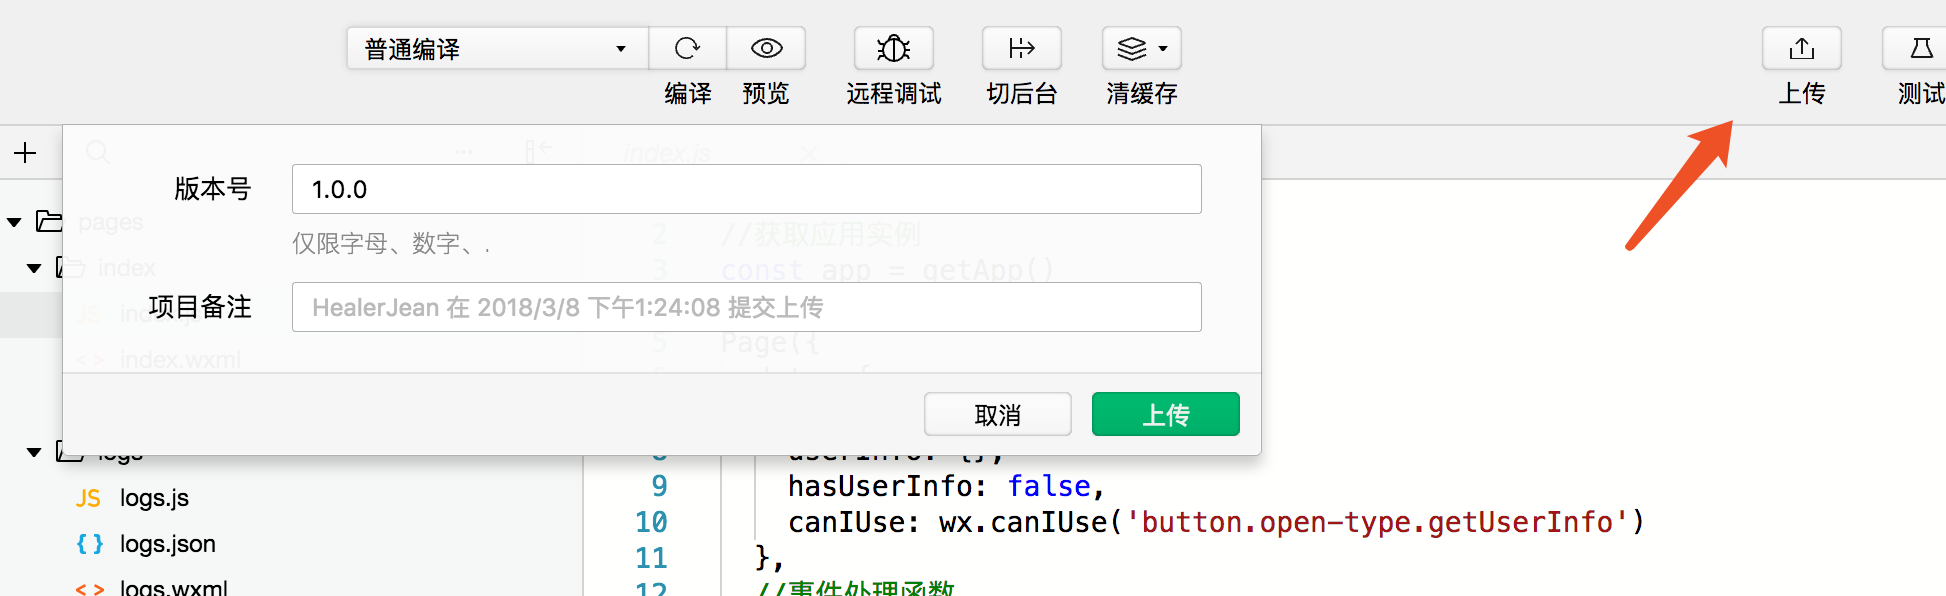 普通编译
编译 预览 远程调试 切后台 清缓存 上传 测试
index.js
版本号 1.0.0
仅限字母、数字、.
项目备注 HealerJean 在 2018/3/8 下午1:24:08 提交上传
取消 上传
pages
index
JS index.js
< > index.wxml
logs
JS logs.js
{ } logs.json
< > logs.wxml
2 //获取应用实例
3 const app = getApp()
5 Page({
8 userInfo: {},
9 hasUserInfo: false,
10 canIUse: wx.canIUse('button.open-type.getUserInfo')
11 },
12 //事件处理函数